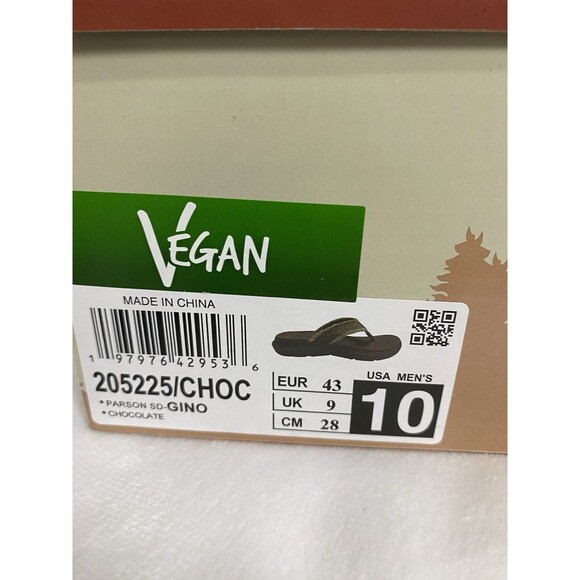 VEGAN
MADE IN CHINA
1 97976 42953 6
205225/CHOC
• PARSON SD-GINO
• CHOCOLATE
EUR 43
UK 9
CM 28
USA MEN'S
10